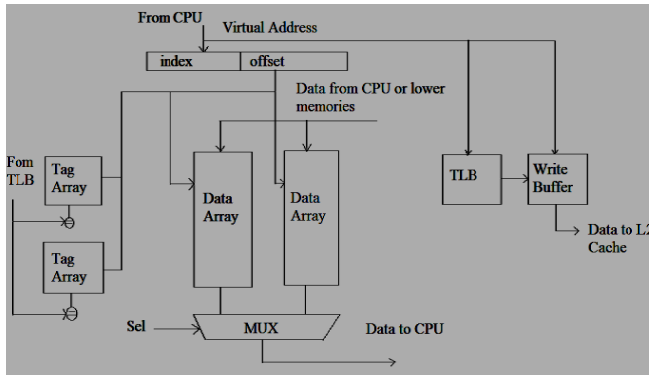 From CPU
Virtual Address
index
offset
Data from CPU or lower
memories
Fom
TLB
Tag
Array
Data
Array
Data
Array
TLB
Write
Buffer
Tag
Array
Data to L2
Cache
Sel
MUX
Data to CPU